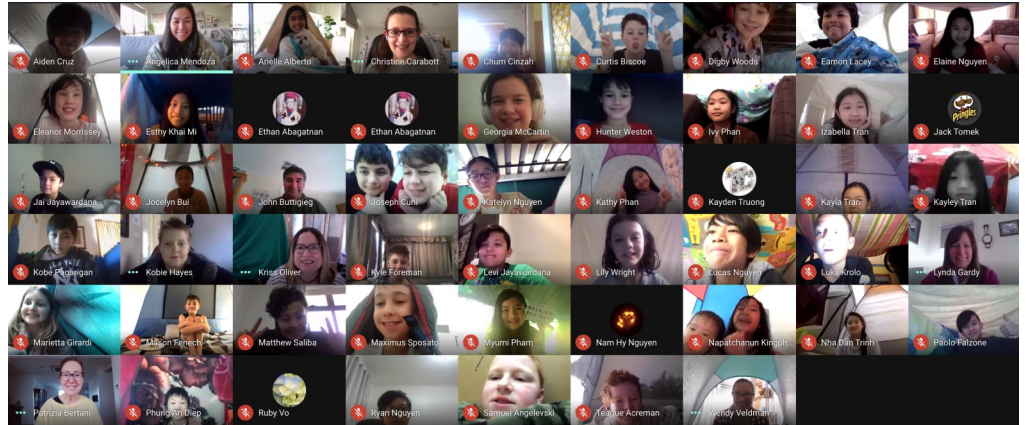 Aiden Cruz
Angelica Mendoza
Arielle Alberto
Christine Carabott
Chum Cinzah
Curtis Biscoe
Digby Woods
Eamon Lacey
Elaine Nguyen
Eleanor Morrissey
Esthy Khai Mi
Ethan Abagatnan
Ethan Abagatnan
Georgia McCartin
Hunter Weston
Ivy Phan
Izabella Tran
Pringles
Jack Tomek
Jai Jayawardana
Jocelyn Bui
John Buttigieg
Joseph Cuni
Katelyn Nguyen
Kathy Phan
Kayden Truong
Kayla Tran
Kayley Tran
Kobe Pagarigan
Kobie Hayes
Kriss Oliver
Kyle Foreman
Levi Jayawardana
Lily Wright
Lucas Nguyen
Luka Krolo
Lynda Gardy
Marietta Girardi
Mason Fenech
Matthew Saliba
Maximus Sposato
Myumi Pham
Nam Hy Nguyen
Napatchanun Kingph
Nha Dan Trinh
Paolo Falzone
Patrizia Bertani
Phung An Diep
Ruby Vo
Ryan Nguyen
Samuel Angelevski
Teague Acreman
Wendy Veldman